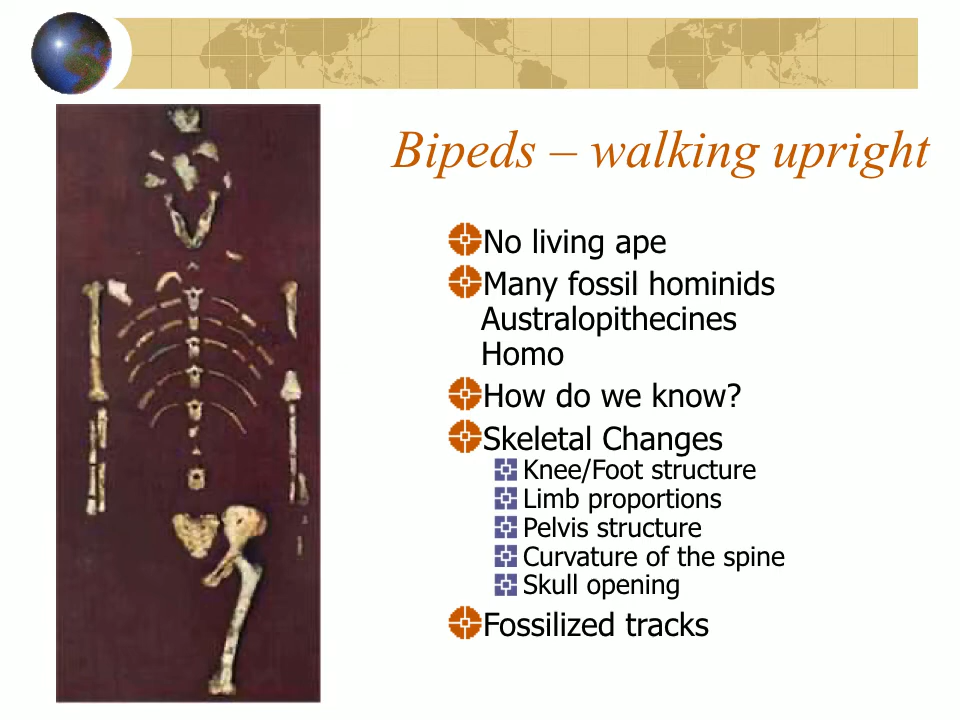 Bipeds – walking upright
No living ape
Many fossil hominids
Australopithecines
Homo
How do we know?
Skeletal Changes
Knee/Foot structure
Limb proportions
Pelvis structure
Curvature of the spine
Skull opening
Fossilized tracks